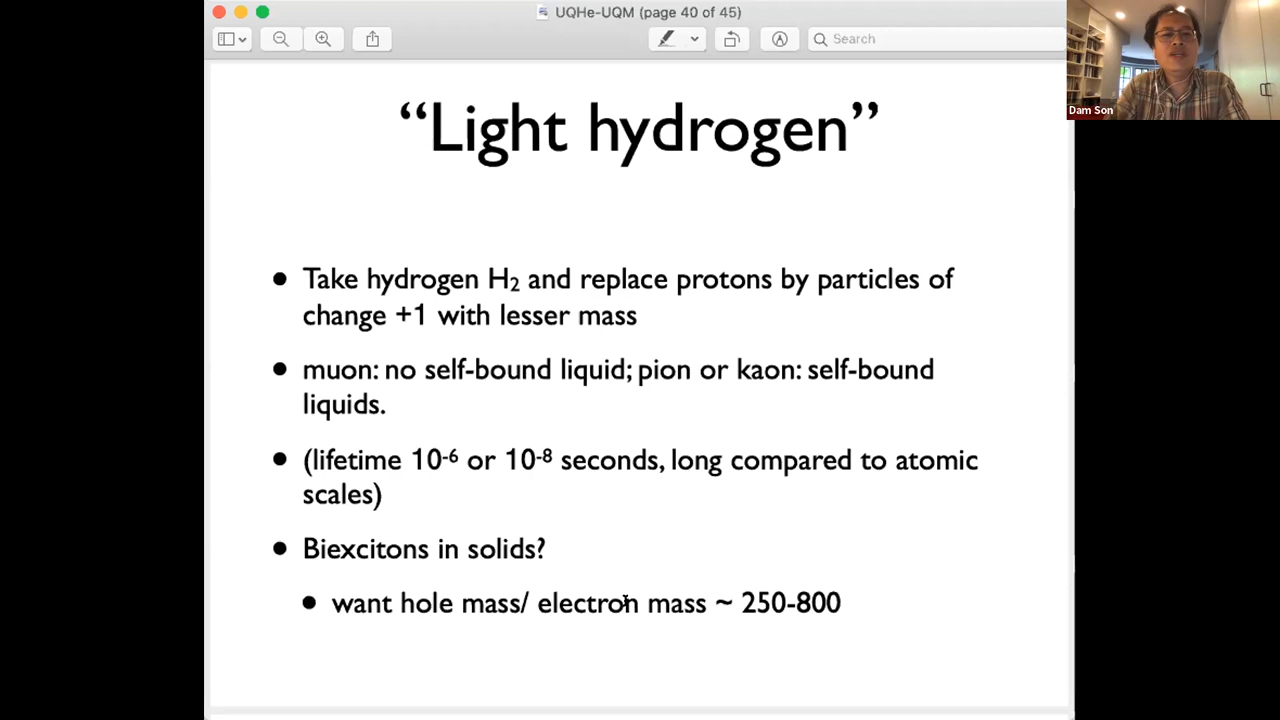 UQHe-UQM (page 40 of 45)
Search
Dam Son
“Light hydrogen”
• Take hydrogen H₂ and replace protons by particles of
change +1 with lesser mass
• muon: no self-bound liquid; pion or kaon: self-bound
liquids.
• (lifetime 10⁻⁶ or 10⁻⁸ seconds, long compared to atomic
scales)
• Biexcitons in solids?
• want hole mass/ electron mass ~ 250-800